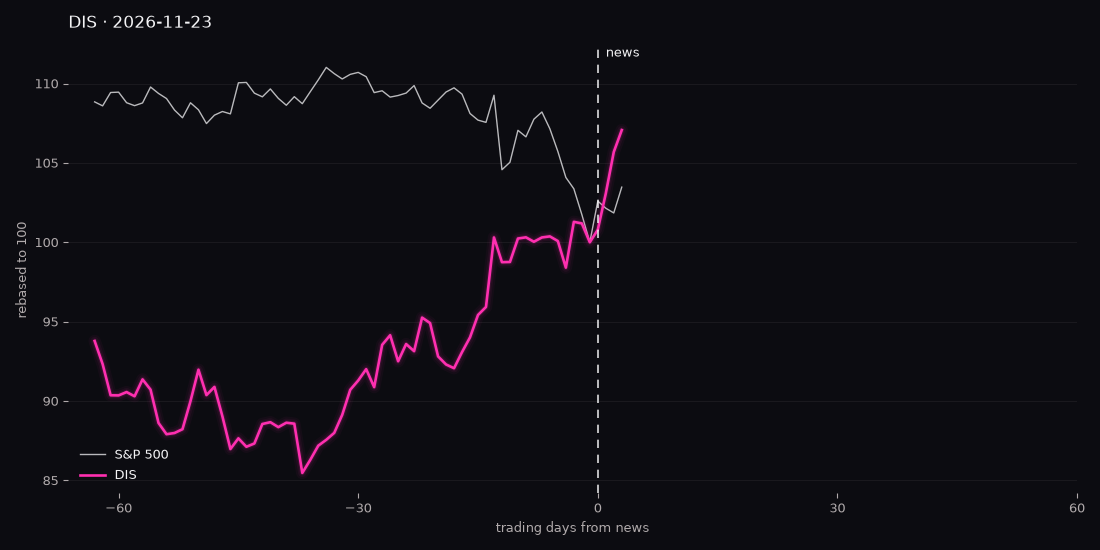 DIS · 2026-11-23
news
110
105
100
95
90
85
rebased to 100
S&P 500
DIS
−60
−30
0
30
60
trading days from news